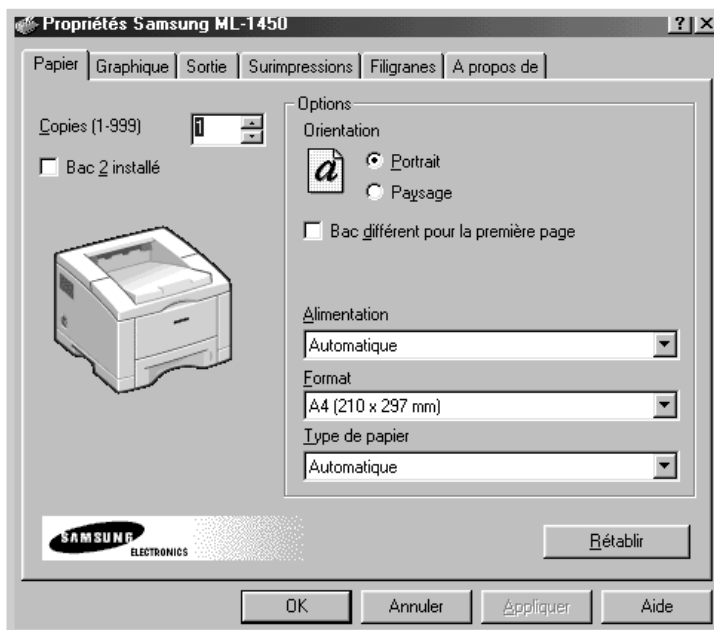 Propriétés Samsung ML-1450
Papier Graphique Sortie Surimpressions Filigranes A propos de
Copies (1-999) 1
Bac 2 installé
Options
Orientation
a
Portrait
Paysage
Bac différent pour la première page
Alimentation
Automatique
Format
A4 (210 x 297 mm)
Type de papier
Automatique
SAMSUNG
ELECTRONICS
Rétablir
OK Annuler Appliquer Aide